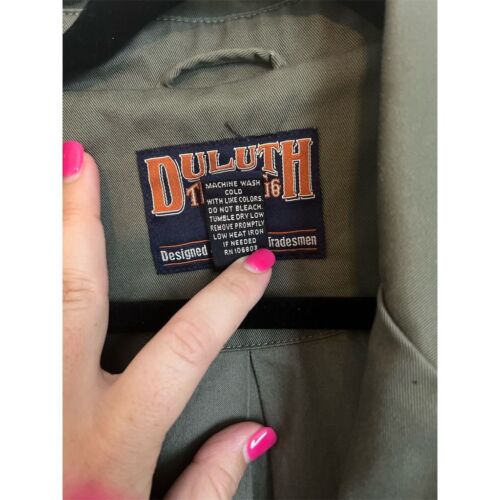 DULUTH
MACHINE WASH
COLD
WITH LIKE COLORS.
DO NOT BLEACH.
TUMBLE DRY LOW
REMOVE PROMPTLY
LOW HEAT IRON
IF NEEDED
RN 106803
Designed Tradesmen